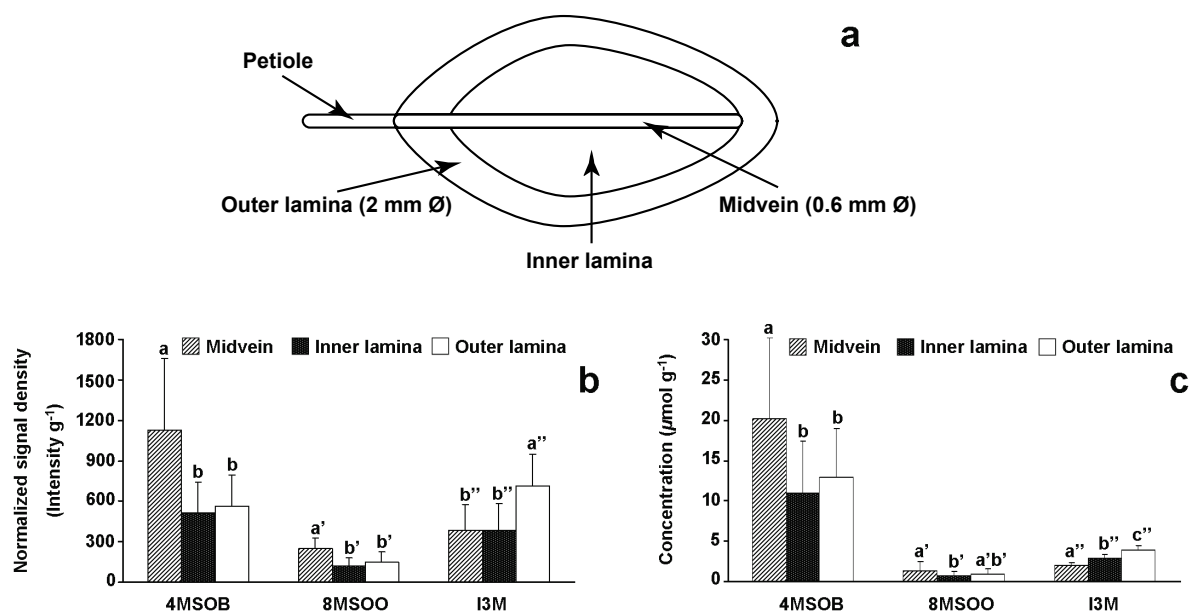 a
Petiole
Outer lamina (2 mm Ø)
Midvein (0.6 mm Ø)
Inner lamina
Normalized signal density
(Intensity g-1)
1800
1500
1200
900
600
300
0
Midvein
Inner lamina
Outer lamina
b
a
b
b
a’
b’
b’
b’’
b’’
a’’
4MSOB
8MSOO
I3M
Concentration (µmol g-1)
30
25
20
15
10
5
0
Midvein
Inner lamina
Outer lamina
c
a
b
b
a’
b’
a’b’
a’’
b’’
c’’
4MSOB
8MSOO
I3M